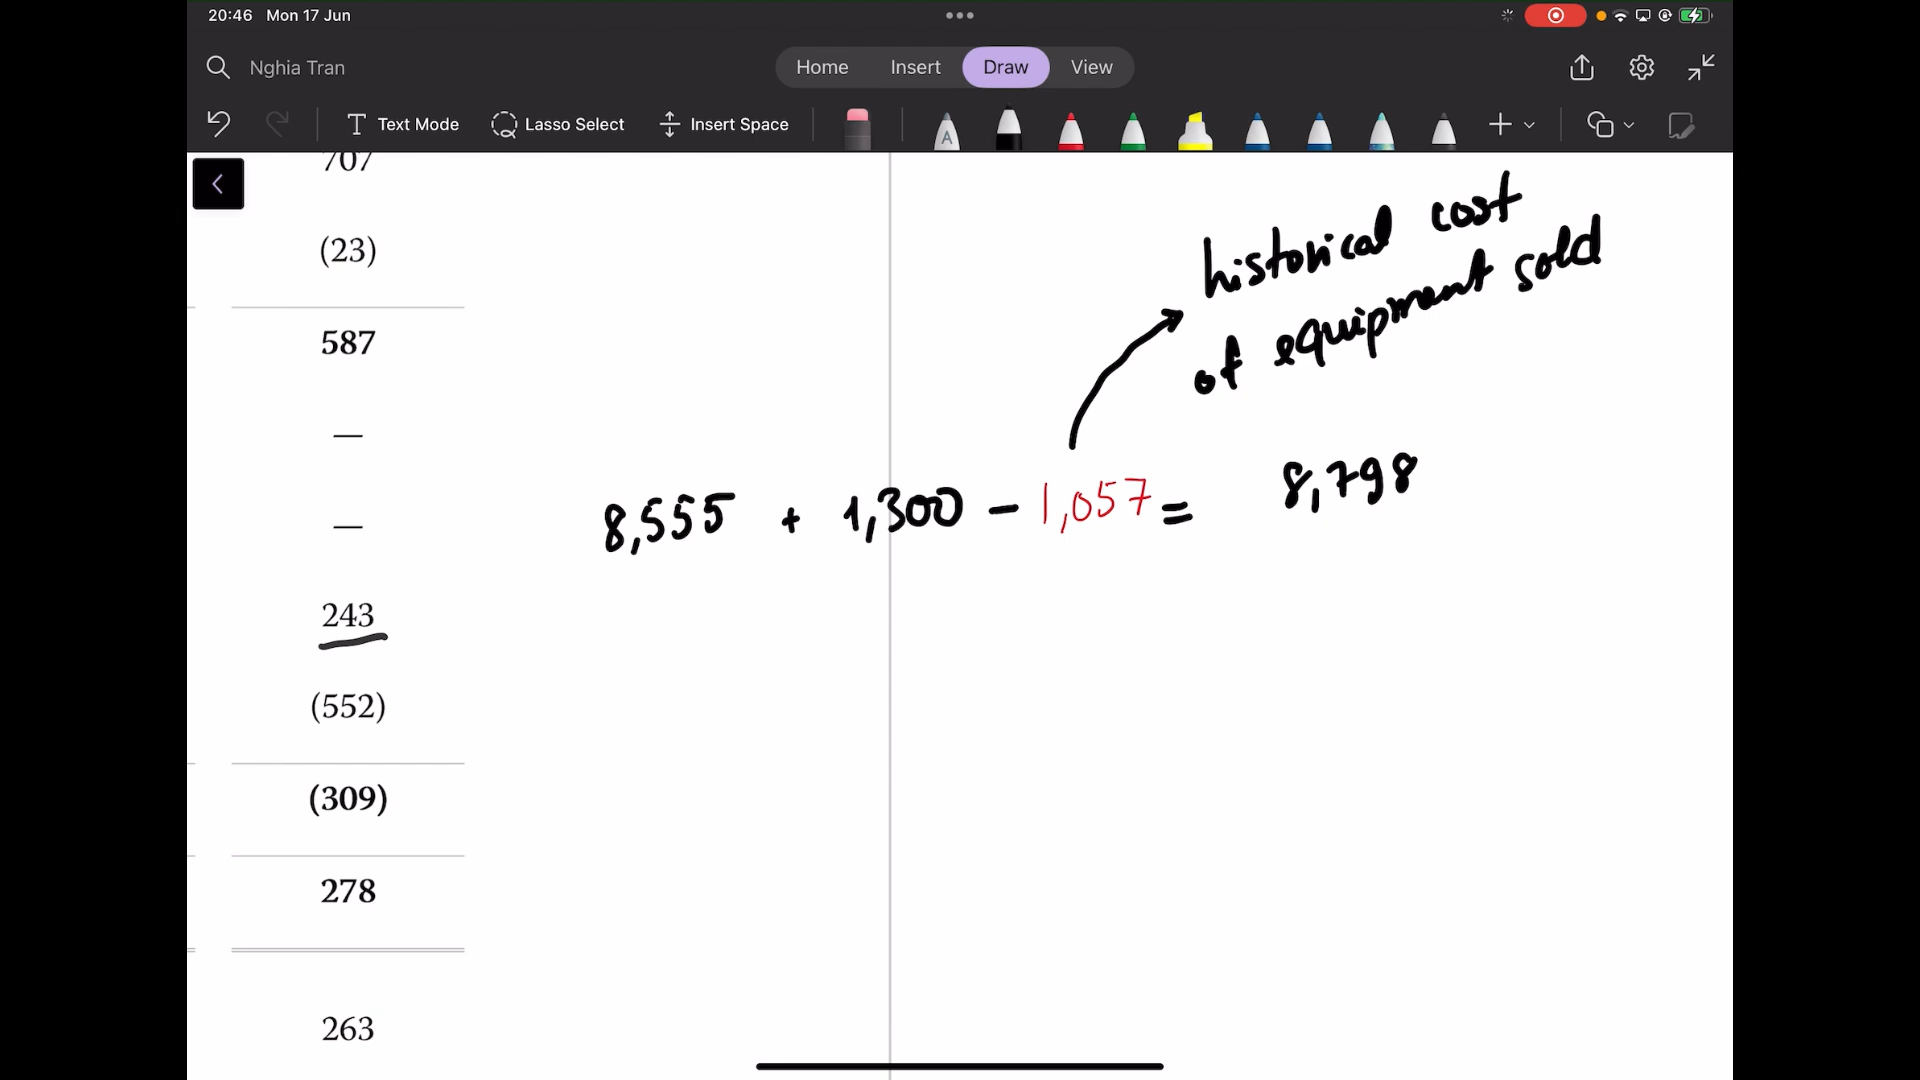 20:46 Mon 17 Jun
Nghia Tran
Home Insert Draw View
Text Mode Lasso Select Insert Space
A
707
(23)
587
—
—
243
(552)
(309)
278
263
historical cost
of equipment sold
8,555 + 1,300 - 1,057 = 8,798